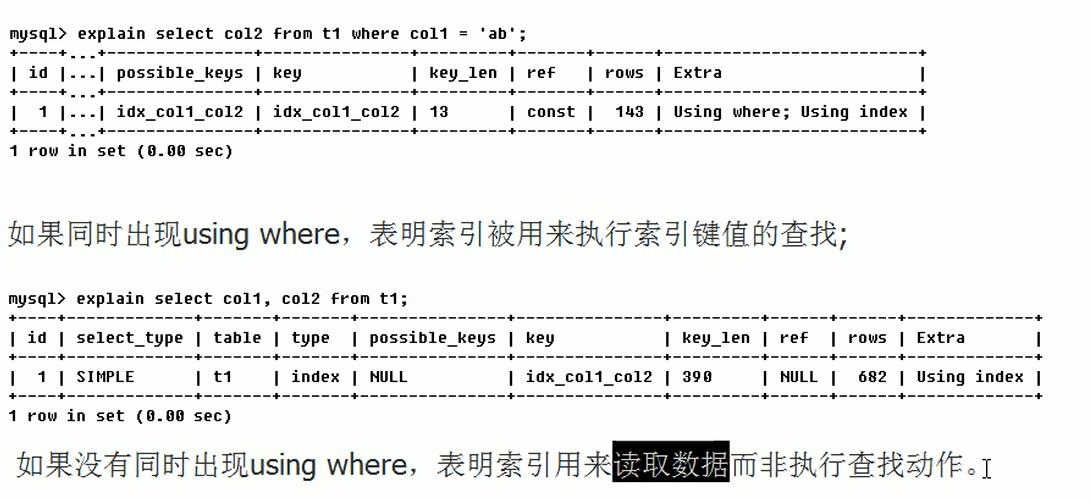 mysql> explain select col2 from t1 where col1 = 'ab';
+----+...+---------------+---------------+---------+-------+------+--------------------------+
| id |...| possible_keys | key           | key_len | ref   | rows | Extra                    |
+----+...+---------------+---------------+---------+-------+------+--------------------------+
|  1 |...| idx_col1_col2 | idx_col1_col2 | 13      | const |  143 | Using where; Using index |
+----+...+---------------+---------------+---------+-------+------+--------------------------+
1 row in set (0.00 sec)
如果同时出现using where，表明索引被用来执行索引键值的查找;
mysql> explain select col1, col2 from t1;
+----+-------------+-------+-------+---------------+---------------+---------+------+------+-------------+
| id | select_type | table | type  | possible_keys | key           | key_len | ref  | rows | Extra       |
+----+-------------+-------+-------+---------------+---------------+---------+------+------+-------------+
|  1 | SIMPLE      | t1    | index | NULL          | idx_col1_col2 | 390     | NULL |  682 | Using index |
+----+-------------+-------+-------+---------------+---------------+---------+------+------+-------------+
1 row in set (0.00 sec)
如果没有同时出现using where，表明索引用来读取数据而非执行查找动作。